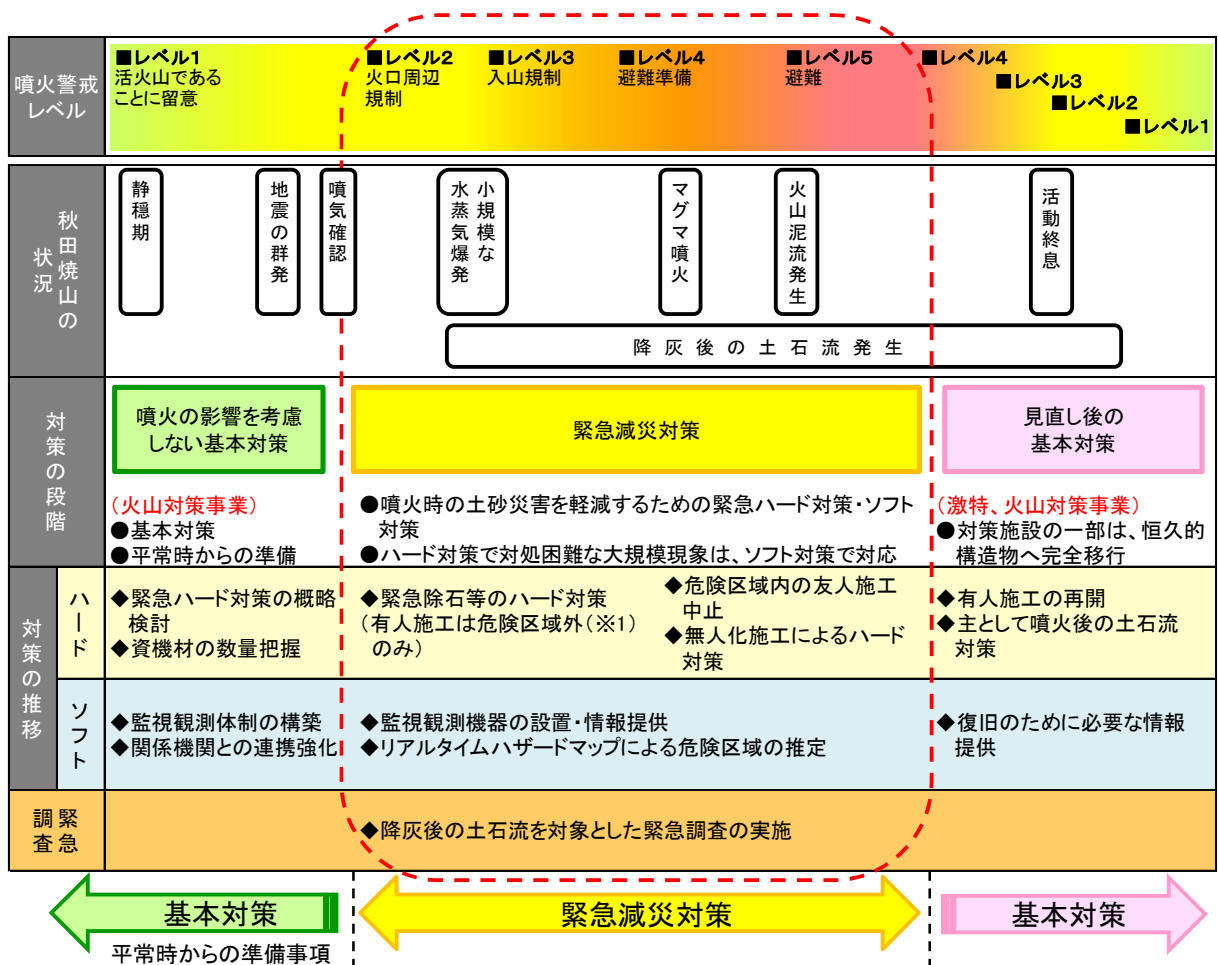 噴火警戒
レベル
■レベル1
活火山である
ことに留意
■レベル2
火口周辺
規制
■レベル3
入山規制
■レベル4
避難準備
■レベル5
避難
■レベル4
■レベル3
■レベル2
■レベル1
秋田焼山の
状況
静穏期
地震の群発
噴気確認
小規模な
水蒸気爆発
マグマ噴火
火山泥流発生
活動終息
降灰後の土石流発生
対策の段階
噴火の影響を考慮
しない基本対策
緊急減災対策
見直し後の
基本対策
(火山対策事業)
●基本対策
●平常時からの準備
●噴火時の土砂災害を軽減するための緊急ハード対策・ソフト
対策
●ハード対策で対処困難な大規模現象は、ソフト対策で対応
(激特、火山対策事業)
●対策施設の一部は、恒久的
構造物へ完全移行
対策の推移
ハード
◆緊急ハード対策の概略
検討
◆資機材の数量把握
◆緊急除石等のハード対策
(有人施工は危険区域外(※1)
のみ)
◆危険区域内の友人施工
中止
◆無人化施工によるハード
対策
◆有人施工の再開
◆主として噴火後の土石流
対策
ソフト
◆監視観測体制の構築
◆関係機関との連携強化
◆監視観測機器の設置・情報提供
◆リアルタイムハザードマップによる危険区域の推定
◆復旧のために必要な情報
提供
緊急
調査
◆降灰後の土石流を対象とした緊急調査の実施
基本対策
緊急減災対策
基本対策
平常時からの準備事項